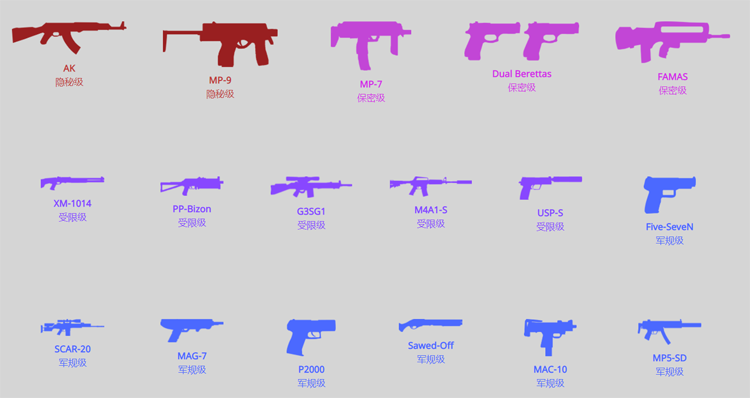 AK
隐秘级
MP-9
隐秘级
MP-7
保密级
Dual Berettas
保密级
FAMAS
保密级
XM-1014
受限级
PP-Bizon
受限级
G3SG1
受限级
M4A1-S
受限级
USP-S
受限级
Five-SeveN
军规级
SCAR-20
军规级
MAG-7
军规级
P2000
军规级
Sawed-Off
军规级
MAC-10
军规级
MP5-SD
军规级